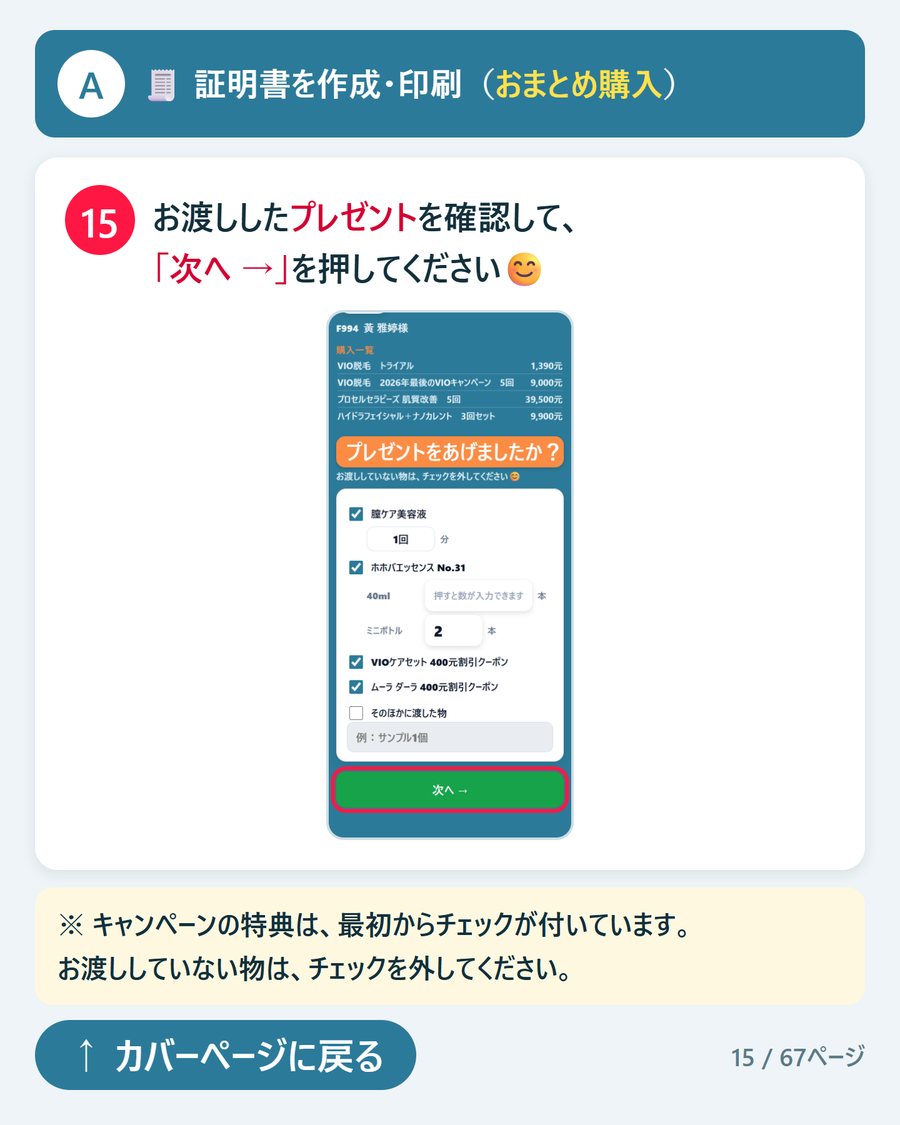 A 🧾 証明書を作成・印刷（おまとめ購入）
15 お渡ししたプレゼントを確認して、
「次へ →」を押してください😊
F994 黃 雅婷様
購入一覧
VIO脱毛 トライアル 1,390元
VIO脱毛 2026年最後のVIOキャンペーン 5回 9,000元
プロセルセラピーズ 肌質改善 5回 39,500元
ハイドラフェイシャル＋ナノカレント 3回セット 9,900元
プレゼントをあげましたか？
お渡ししていない物は、チェックを外してください😊
膣ケア美容液
1回 分
ホホバエッセンス No.31
40ml 押すと数が入力できます 本
ミニボトル 2 本
VIOケアセット 400元割引クーポン
ムーラ ダーラ 400元割引クーポン
そのほかに渡した物
例：サンプル1個
次へ →
※ キャンペーンの特典は、最初からチェックが付いています。
お渡ししていない物は、チェックを外してください。
↑ カバーページに戻る
15 / 67ページ